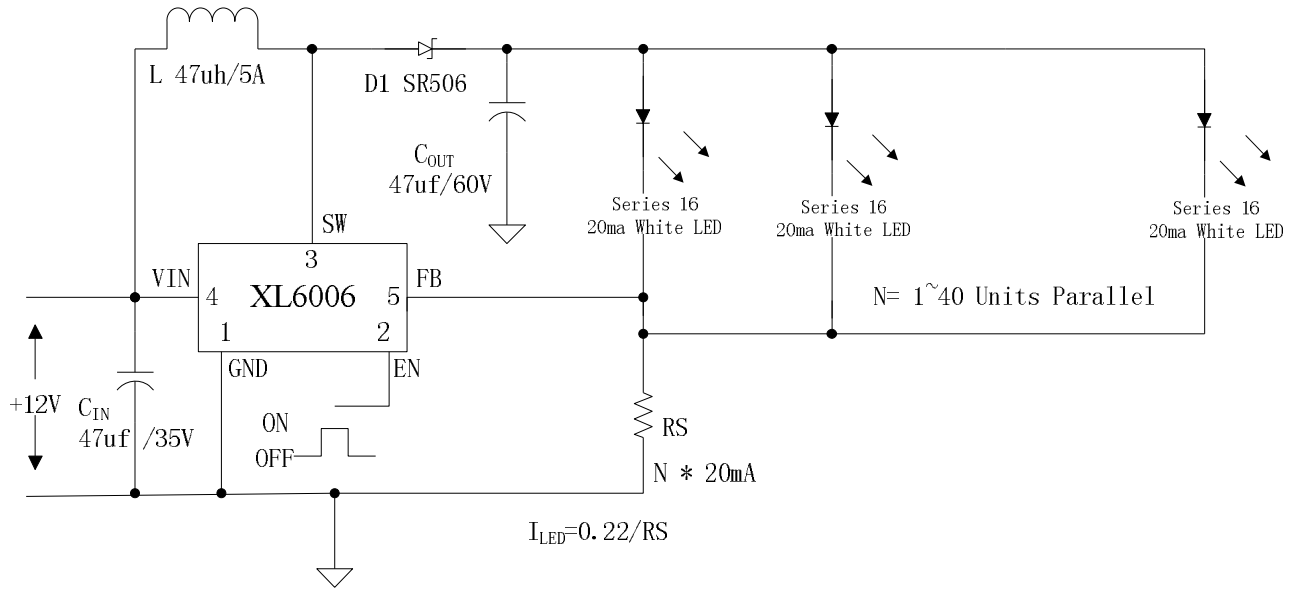 L 47uh/5A
D1 SR506
COUT
47uf/60V
Series 16
20ma White LED
Series 16
20ma White LED
Series 16
20ma White LED
SW
3
VIN
4
XL6006
5
FB
N= 1~40 Units Parallel
1
2
GND
EN
+12V
CIN
47uf /35V
ON
OFF
RS
N * 20mA
ILED=0.22/RS